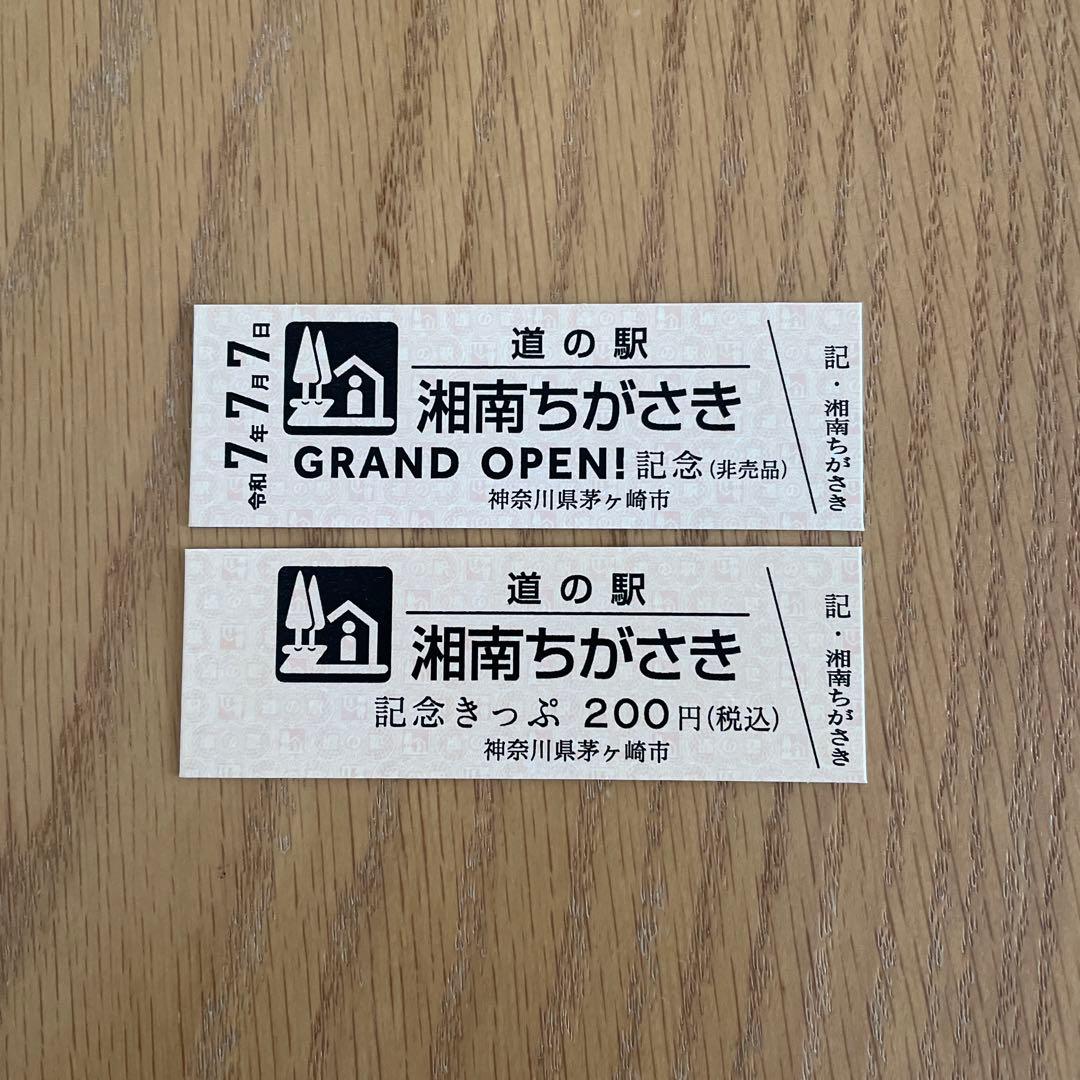 令和7年7月7日
道の駅
湘南ちがさき
GRAND OPEN! 記念(非売品)
神奈川県茅ヶ崎市
記・湘南ちがさき
道の駅
湘南ちがさき
記念きっぷ 200円(税込)
神奈川県茅ヶ崎市
記・湘南ちがさき